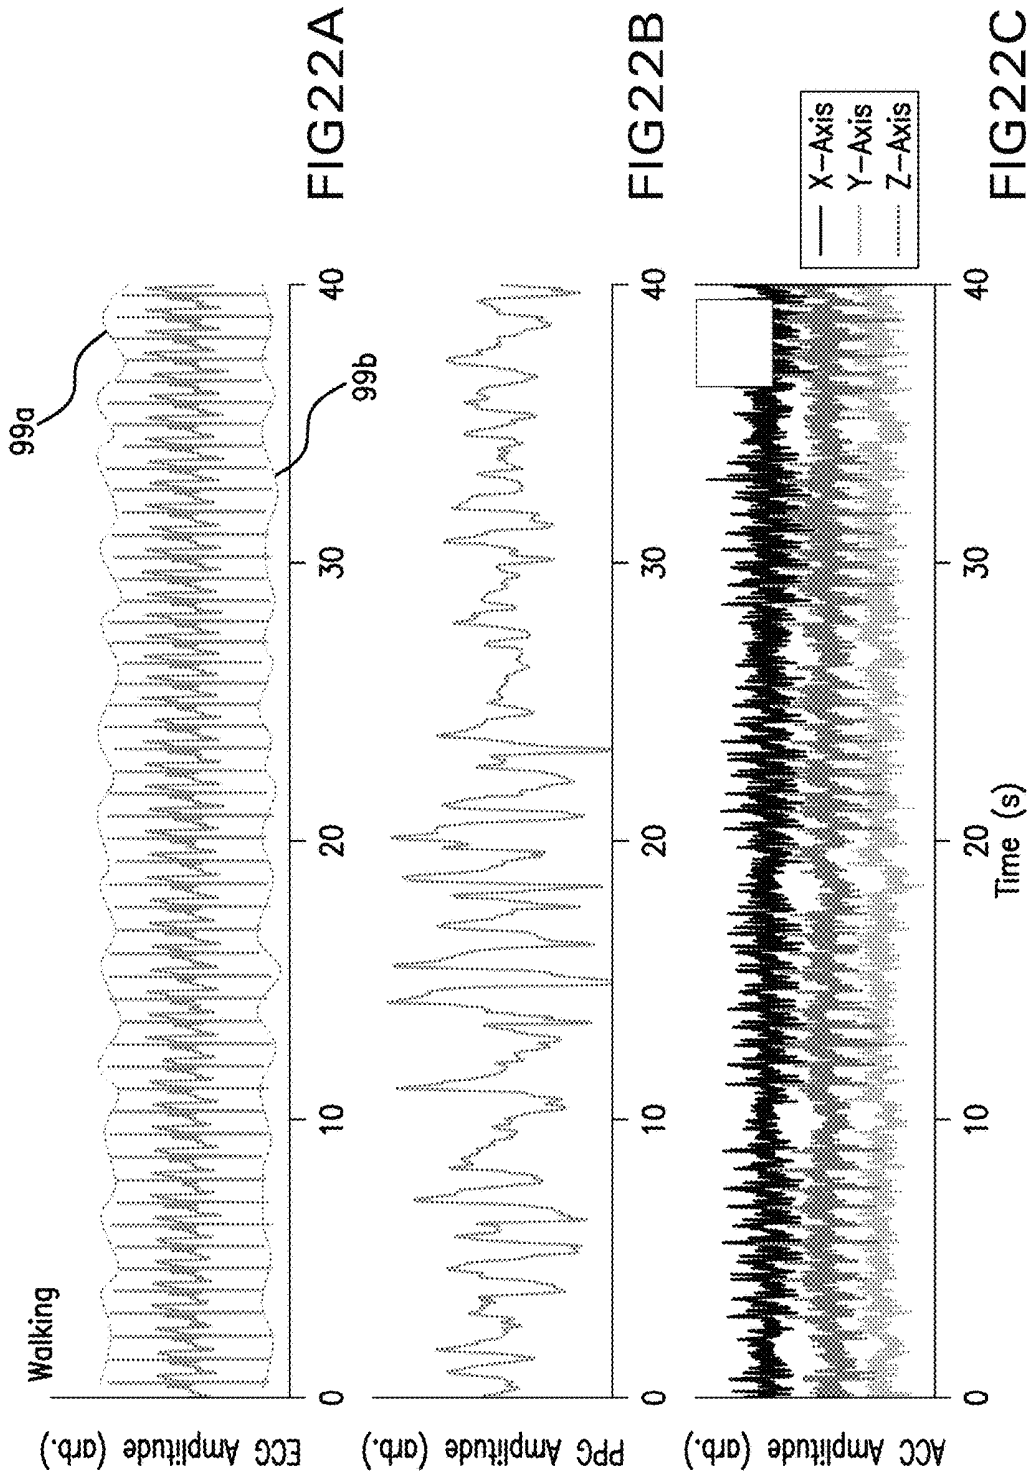 Walking
99a
99b
ECG Amplitude (arb.)
0 10 20 30 40
FIG22A
PPG Amplitude (arb.)
0 10 20 30 40
FIG22B
ACC Amplitude (arb.)
X-Axis
Y-Axis
Z-Axis
0 10 20 30 40
Time (s)
FIG22C